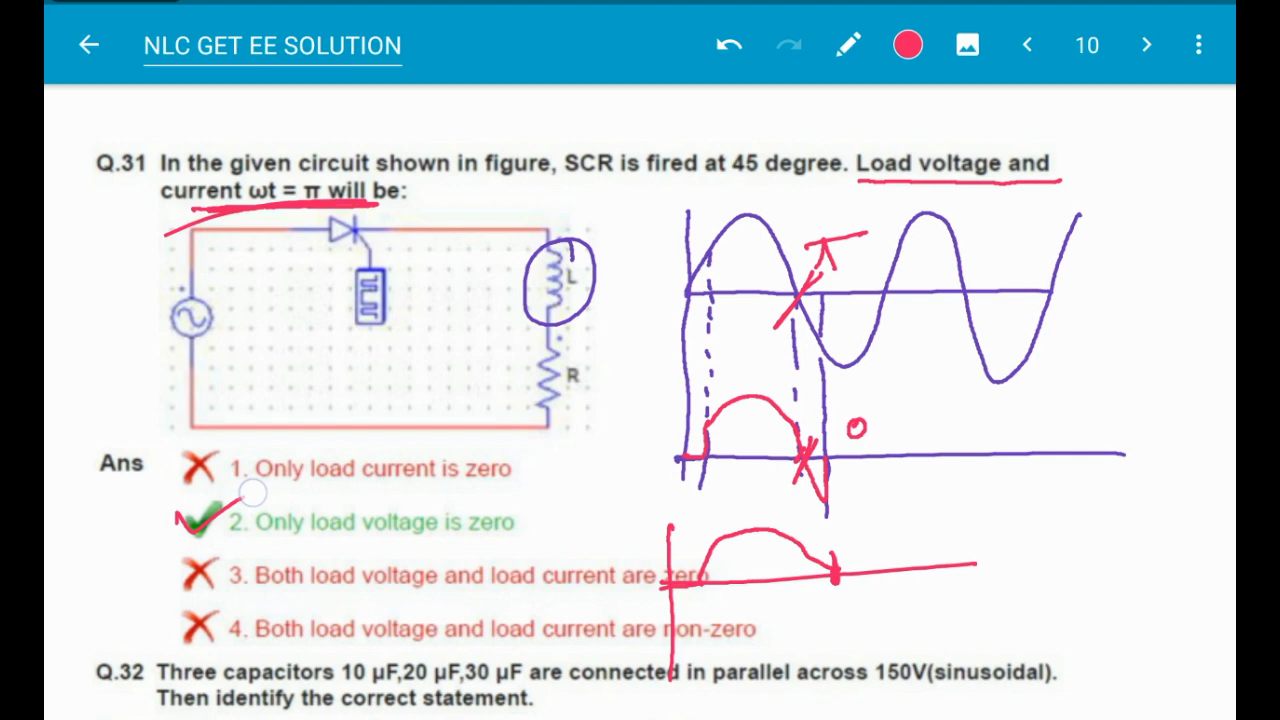 NLC GET EE SOLUTION
10
Q.31 In the given circuit shown in figure, SCR is fired at 45 degree. Load voltage and
current ωt = π will be:
L
R
π
0
Ans
1. Only load current is zero
2. Only load voltage is zero
3. Both load voltage and load current are zero
4. Both load voltage and load current are non-zero
Q.32 Three capacitors 10 µF,20 µF,30 µF are connected in parallel across 150V(sinusoidal).
Then identify the correct statement.